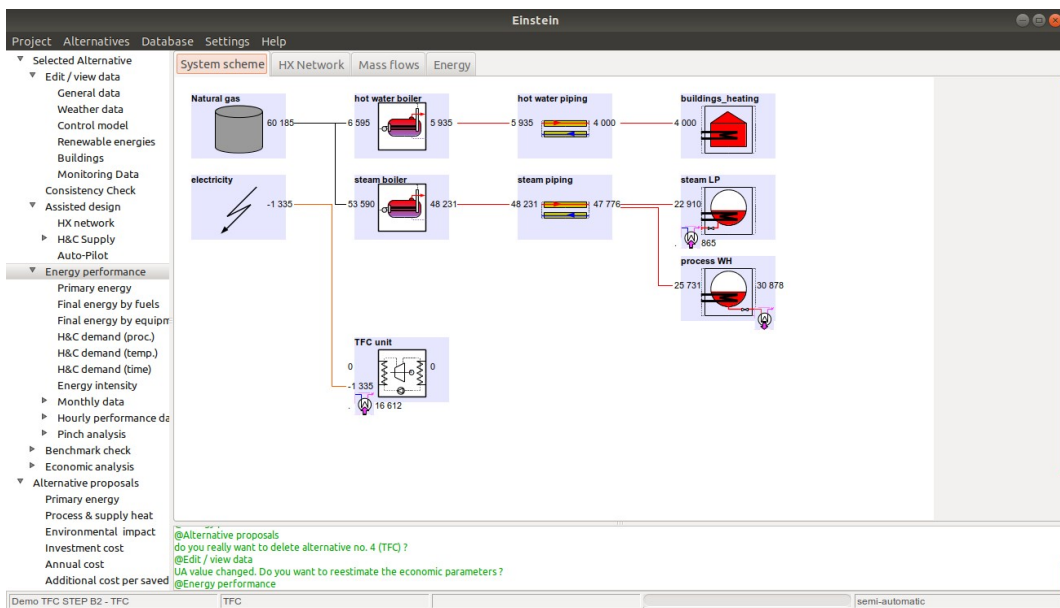 Einstein
Project Alternatives Database Settings Help
Selected Alternative
Edit / view data
General data
Weather data
Control model
Renewable energies
Buildings
Monitoring Data
Consistency Check
Assisted design
HX network
H&C Supply
Auto-Pilot
Energy performance
Primary energy
Final energy by fuels
Final energy by equipm
H&C demand (proc.)
H&C demand (temp.)
H&C demand (time)
Energy intensity
Monthly data
Hourly performance da
Pinch analysis
Benchmark check
Economic analysis
Alternative proposals
Primary energy
Process & supply heat
Environmental impact
Investment cost
Annual cost
Additional cost per saved
System scheme HX Network Mass flows Energy
Natural gas hot water boiler hot water piping buildings_heating
60 185 6 595 5 935 5 935 4 000 4 000
electricity steam boiler steam piping steam LP
-1 335 53 590 48 231 48 231 47 776 22 910
865
process WH
25 731 30 878
TFC unit
0 0
-1 335
16 612
@Alternative proposals
do you really want to delete alternative no. 4 (TFC) ?
@Edit / view data
UA value changed. Do you want to reestimate the economic parameters ?
@Energy performance
Demo TFC STEP B2 - TFC TFC semi-automatic